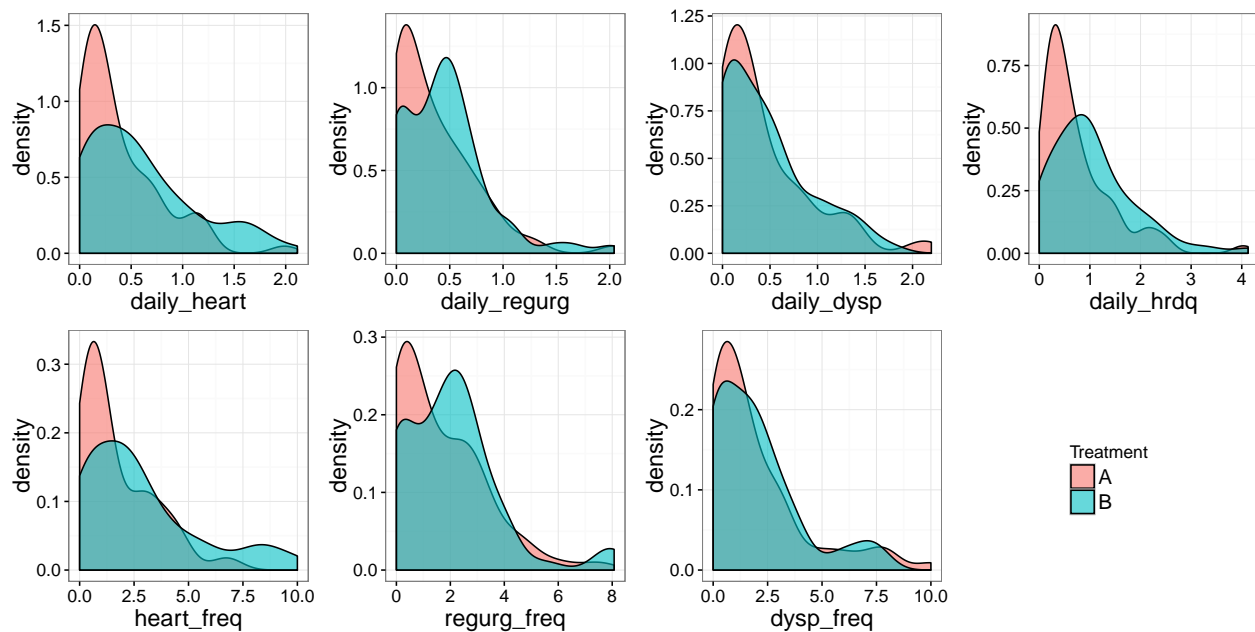 density
1.5
1.0
0.5
0.0
0.0 0.5 1.0 1.5 2.0
daily_heart
density
1.0
0.5
0.0
0.0 0.5 1.0 1.5 2.0
daily_regurg
density
1.25
1.00
0.75
0.50
0.25
0.00
0.0 0.5 1.0 1.5 2.0
daily_dysp
density
0.75
0.50
0.25
0.00
0 1 2 3 4
daily_hrdq
density
0.3
0.2
0.1
0.0
0.0 2.5 5.0 7.5 10.0
heart_freq
density
0.3
0.2
0.1
0.0
0 2 4 6 8
regurg_freq
density
0.2
0.1
0.0
0.0 2.5 5.0 7.5 10.0
dysp_freq
Treatment
A
B